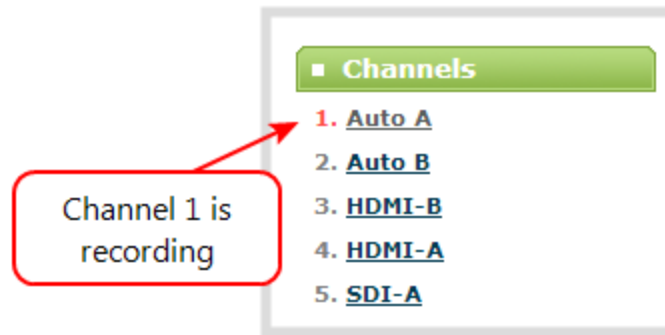 Channels
1. Auto A
2. Auto B
3. HDMI-B
4. HDMI-A
5. SDI-A
Channel 1 is
recording